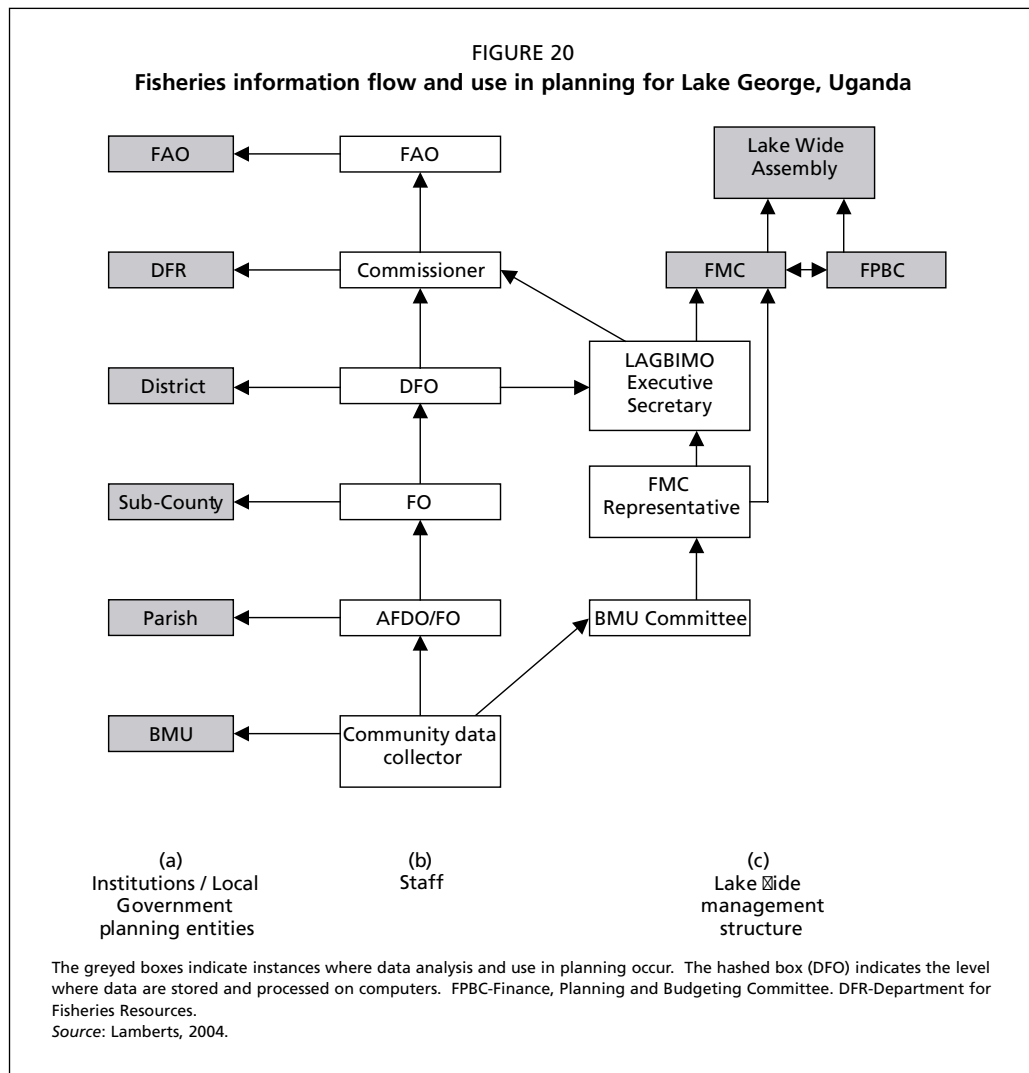 FIGURE 20
Fisheries information flow and use in planning for Lake George, Uganda
FAO
FAO
Lake Wide
Assembly
DFR
Commissioner
FMC
FPBC
District
DFO
LAGBIMO
Executive
Secretary
Sub-County
FO
FMC
Representative
Parish
AFDO/FO
BMU Committee
BMU
Community data
collector
(a)
Institutions / Local
Government
planning entities
(b)
Staff
(c)
Lake ide
management
structure
The greyed boxes indicate instances where data analysis and use in planning occur. The hashed box (DFO) indicates the level
where data are stored and processed on computers. FPBC-Finance, Planning and Budgeting Committee. DFR-Department for
Fisheries Resources.
Source: Lamberts, 2004.